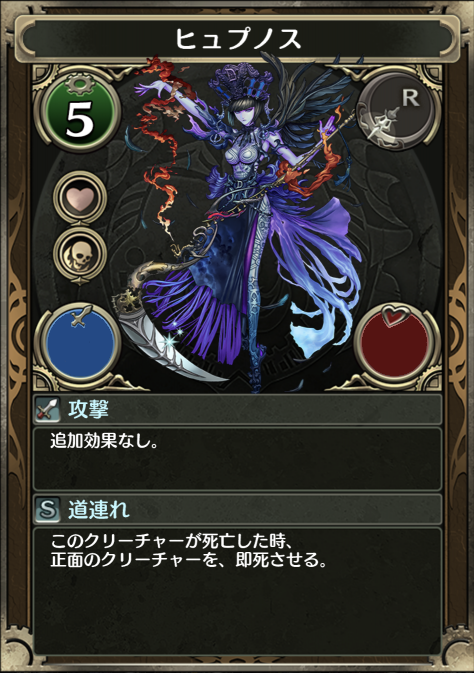 ヒュプノス
5
R
攻撃
追加効果なし。
S 道連れ
このクリーチャーが死亡した時、
正面のクリーチャーを、即死させる。